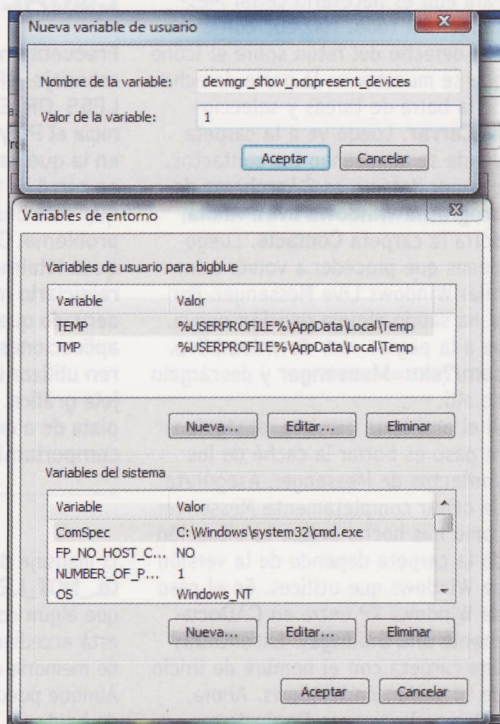 Nueva variable de usuario
Nombre de la variable: devmgr_show_nonpresent_devices
Valor de la variable: 1
Aceptar Cancelar
Variables de entorno
Variables de usuario para bigblue
Variable Valor
TEMP %USERPROFILE%\AppData\Local\Temp
TMP %USERPROFILE%\AppData\Local\Temp
Nueva... Editar... Eliminar
Variables del sistema
Variable Valor
ComSpec C:\Windows\system32\cmd.exe
FP_NO_HOST_C... NO
NUMBER_OF_P...
OS Windows_NT
Nueva... Editar... Eliminar
Aceptar Cancelar